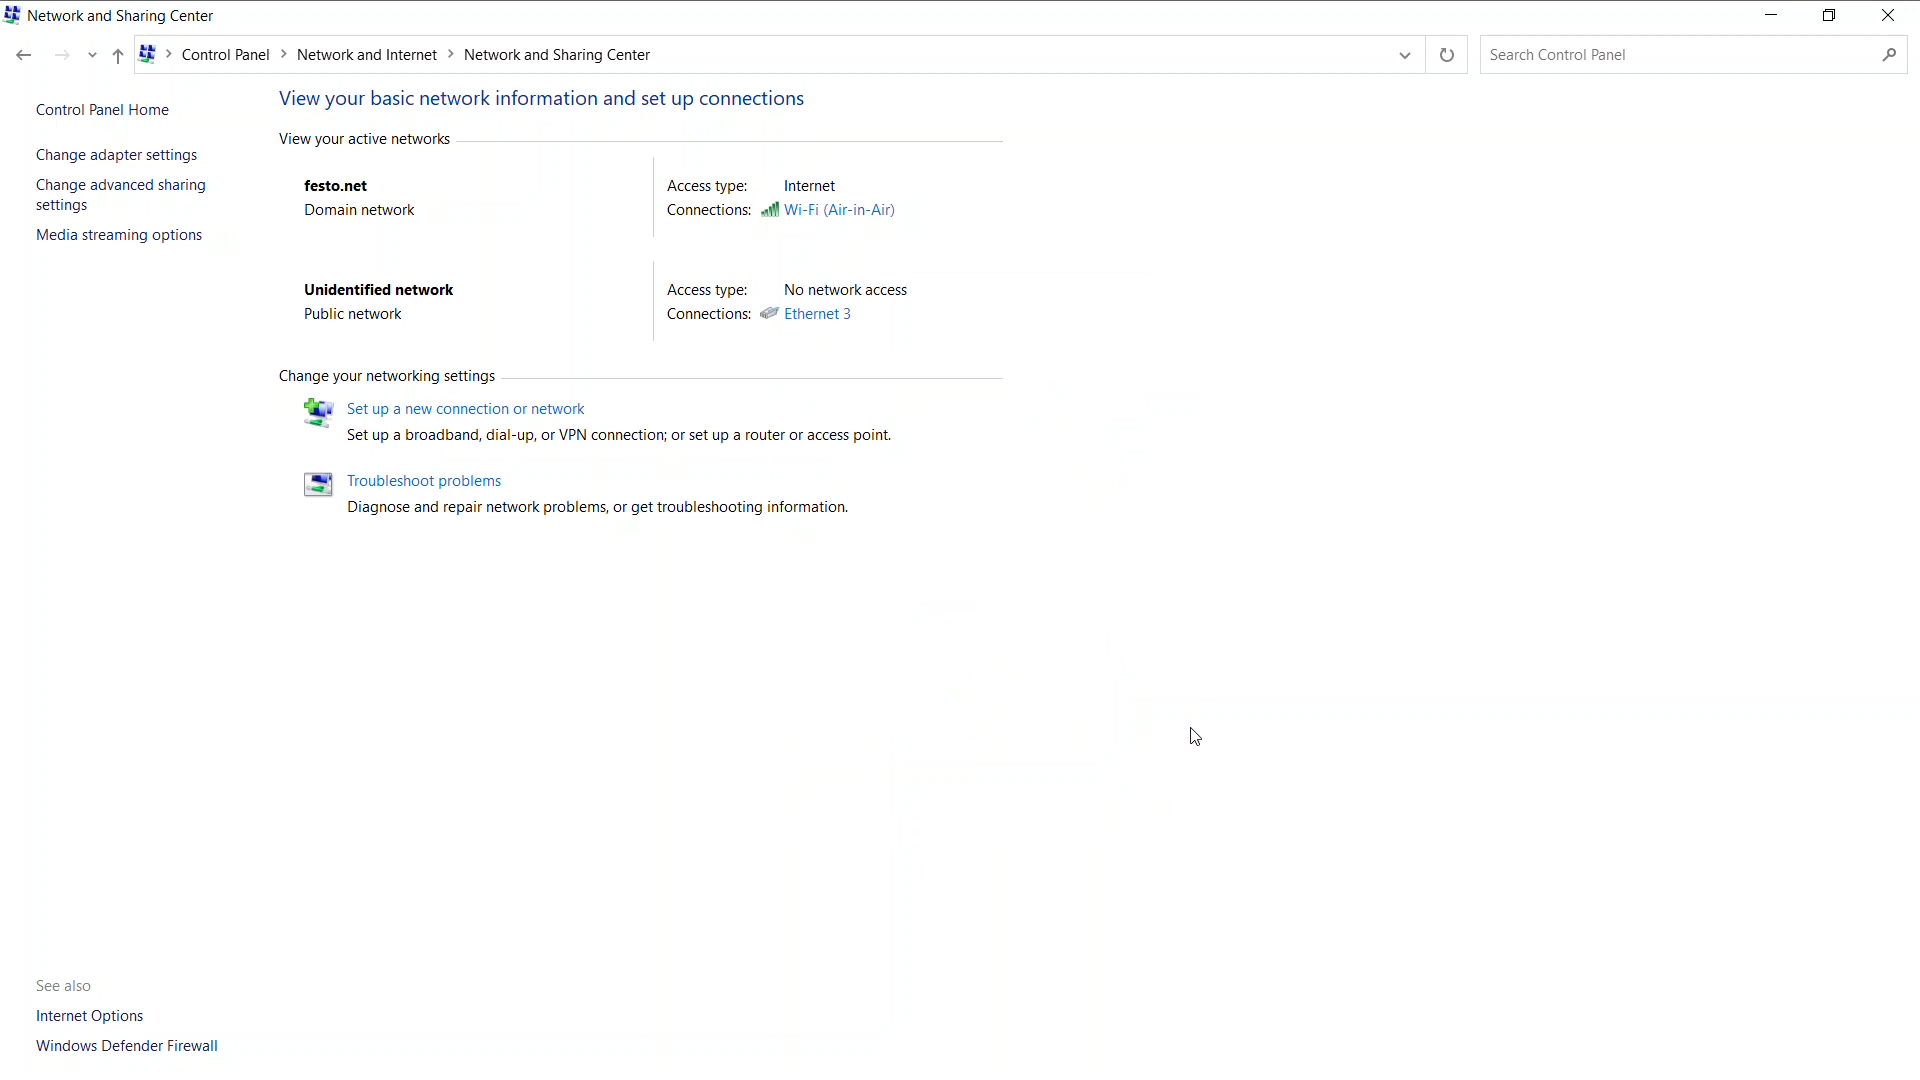 Network and Sharing Center
Control Panel > Network and Internet > Network and Sharing Center
Search Control Panel
Control Panel Home
Change adapter settings
Change advanced sharing
settings
Media streaming options
View your basic network information and set up connections
View your active networks
festo.net
Domain network
Access type: Internet
Connections: Wi-Fi (Air-in-Air)
Unidentified network
Public network
Access type: No network access
Connections: Ethernet 3
Change your networking settings
Set up a new connection or network
Set up a broadband, dial-up, or VPN connection; or set up a router or access point.
Troubleshoot problems
Diagnose and repair network problems, or get troubleshooting information.
See also
Internet Options
Windows Defender Firewall